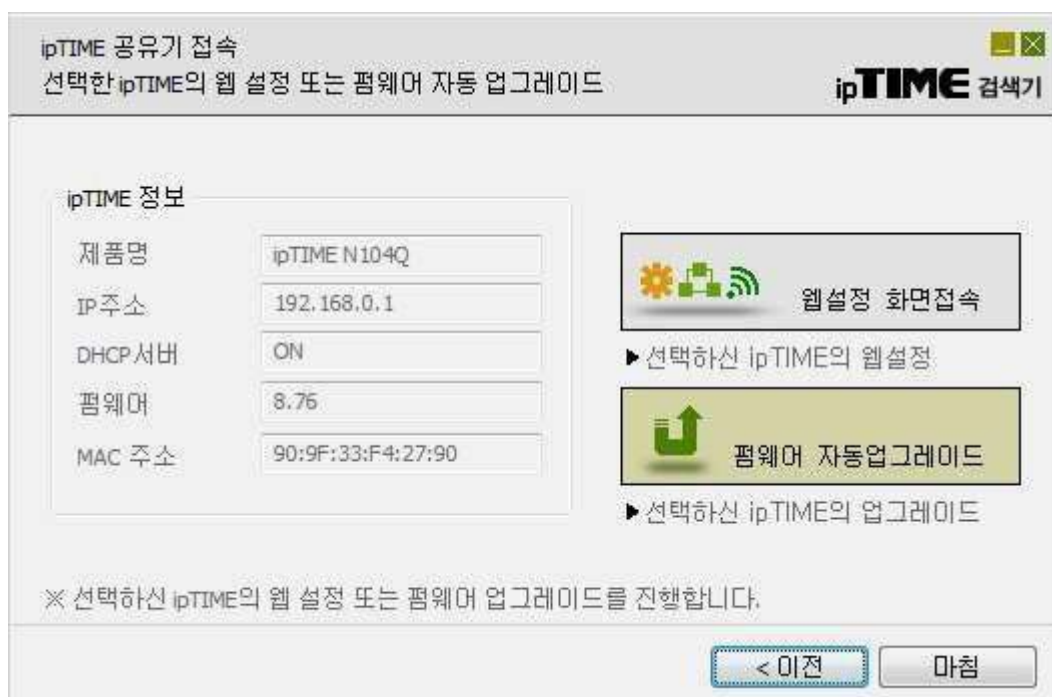 ipTIME 공유기 접속
선택한 ipTIME의 웹 설정 또는 펌웨어 자동 업그레이드
ipTIME 검색기
ipTIME 정보
제품명 ipTIME N104Q
IP주소 192.168.0.1
DHCP서버 ON
펌웨어 8.76
MAC 주소 90:9F:33:F4:27:90
웹설정 화면접속
▶선택하신 ipTIME의 웹설정
펌웨어 자동업그레이드
▶선택하신 ipTIME의 업그레이드
※ 선택하신 ipTIME의 웹 설정 또는 펌웨어 업그레이드를 진행합니다.
< 이전
마침